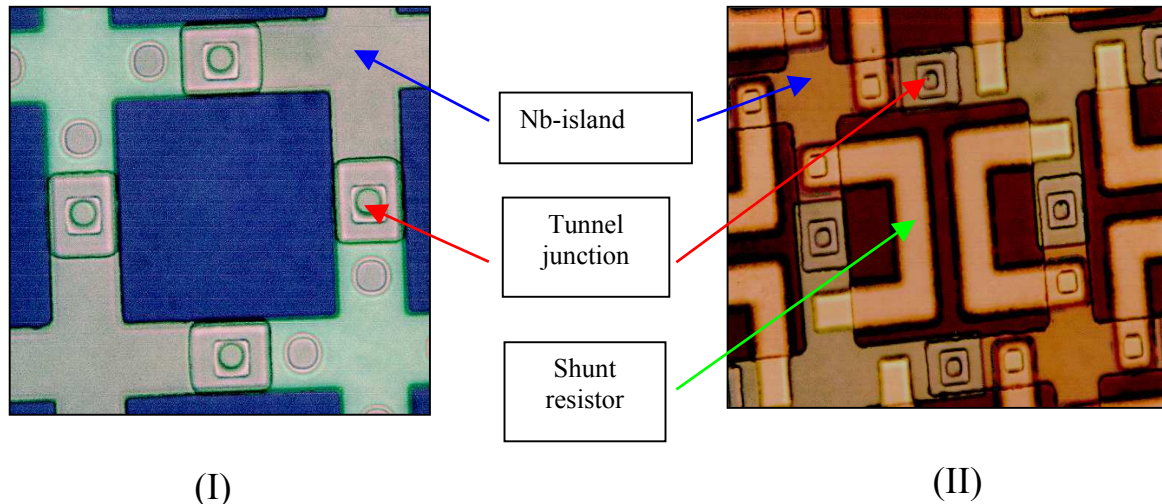 Nb-island
Tunnel
junction
Shunt
resistor
(I)
(II)